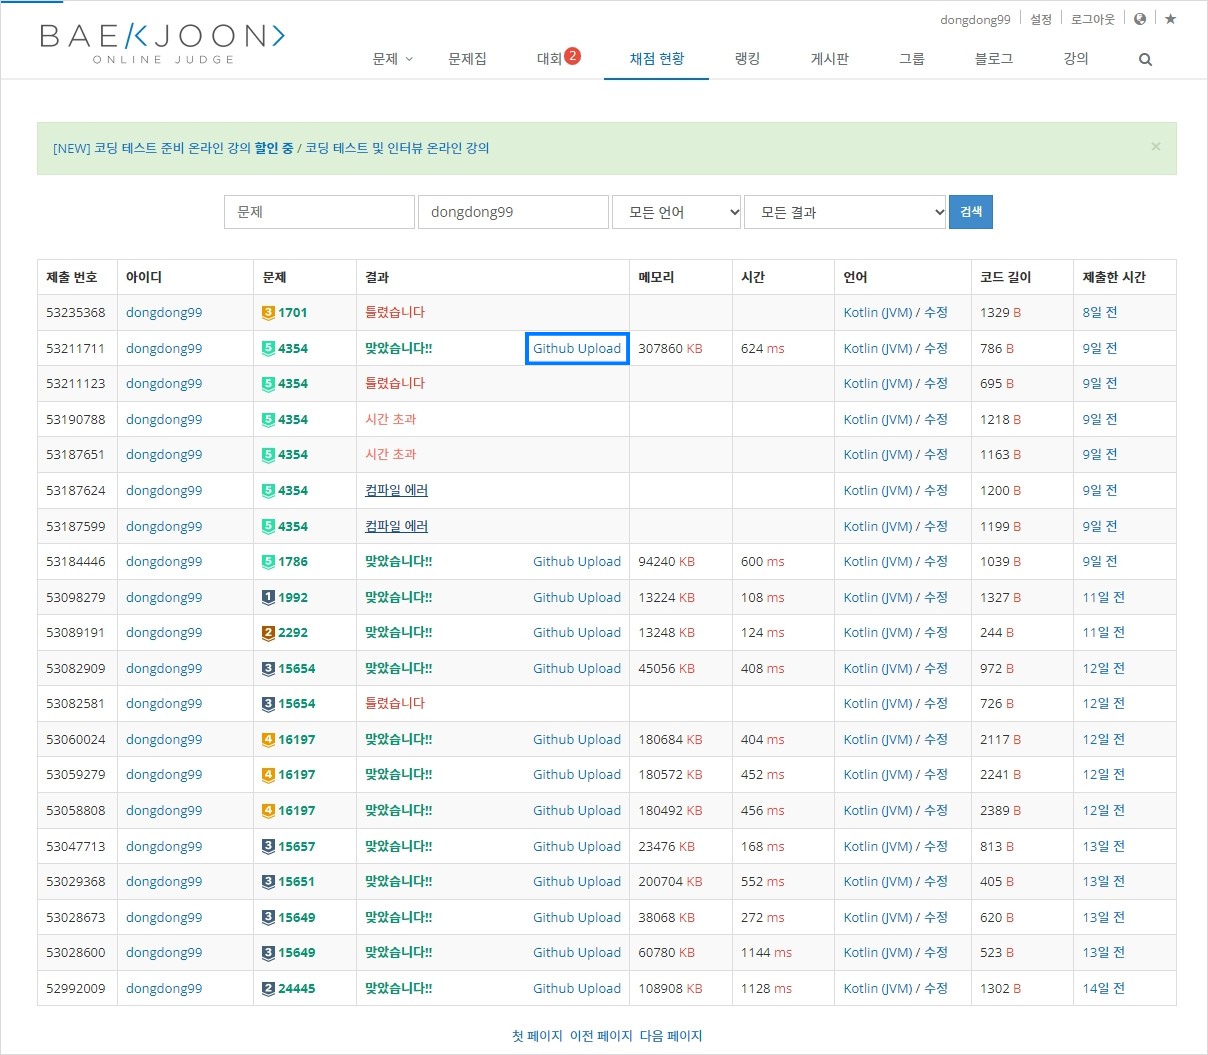 dongdong99 설정 로그아웃
BAEKJOON>
ONLINE JUDGE
문제 문제집 대회 2 채점 현황 랭킹 게시판 그룹 블로그 강의
[NEW] 코딩 테스트 준비 온라인 강의 할인 중 / 코딩 테스트 및 인터뷰 온라인 강의 ×
문제 dongdong99 모든 언어 모든 결과 검색
제출 번호 아이디 문제 결과 메모리 시간 언어 코드 길이 제출한 시간
53235368 dongdong99 3 1701 틀렸습니다 Kotlin (JVM) / 수정 1329 B 8일 전
53211711 dongdong99 5 4354 맞았습니다!! Github Upload 307860 KB 624 ms Kotlin (JVM) / 수정 786 B 9일 전
53211123 dongdong99 5 4354 틀렸습니다 Kotlin (JVM) / 수정 695 B 9일 전
53190788 dongdong99 5 4354 시간 초과 Kotlin (JVM) / 수정 1218 B 9일 전
53187651 dongdong99 5 4354 시간 초과 Kotlin (JVM) / 수정 1163 B 9일 전
53187624 dongdong99 5 4354 컴파일 에러 Kotlin (JVM) / 수정 1200 B 9일 전
53187599 dongdong99 5 4354 컴파일 에러 Kotlin (JVM) / 수정 1199 B 9일 전
53184446 dongdong99 5 1786 맞았습니다!! Github Upload 94240 KB 600 ms Kotlin (JVM) / 수정 1039 B 9일 전
53098279 dongdong99 1 1992 맞았습니다!! Github Upload 13224 KB 108 ms Kotlin (JVM) / 수정 1327 B 11일 전
53089191 dongdong99 2 2292 맞았습니다!! Github Upload 13248 KB 124 ms Kotlin (JVM) / 수정 244 B 11일 전
53082909 dongdong99 3 15654 맞았습니다!! Github Upload 45056 KB 408 ms Kotlin (JVM) / 수정 972 B 12일 전
53082581 dongdong99 3 15654 틀렸습니다 Kotlin (JVM) / 수정 726 B 12일 전
53060024 dongdong99 4 16197 맞았습니다!! Github Upload 180684 KB 404 ms Kotlin (JVM) / 수정 2117 B 12일 전
53059279 dongdong99 4 16197 맞았습니다!! Github Upload 180572 KB 452 ms Kotlin (JVM) / 수정 2241 B 12일 전
53058808 dongdong99 4 16197 맞았습니다!! Github Upload 180492 KB 456 ms Kotlin (JVM) / 수정 2389 B 12일 전
53047713 dongdong99 3 15657 맞았습니다!! Github Upload 23476 KB 168 ms Kotlin (JVM) / 수정 813 B 13일 전
53029368 dongdong99 3 15651 맞았습니다!! Github Upload 200704 KB 552 ms Kotlin (JVM) / 수정 405 B 13일 전
53028673 dongdong99 3 15649 맞았습니다!! Github Upload 38068 KB 272 ms Kotlin (JVM) / 수정 620 B 13일 전
53028600 dongdong99 3 15649 맞았습니다!! Github Upload 60780 KB 1144 ms Kotlin (JVM) / 수정 523 B 13일 전
52992009 dongdong99 2 24445 맞았습니다!! Github Upload 108908 KB 1128 ms Kotlin (JVM) / 수정 1302 B 14일 전
첫 페이지 이전 페이지 다음 페이지